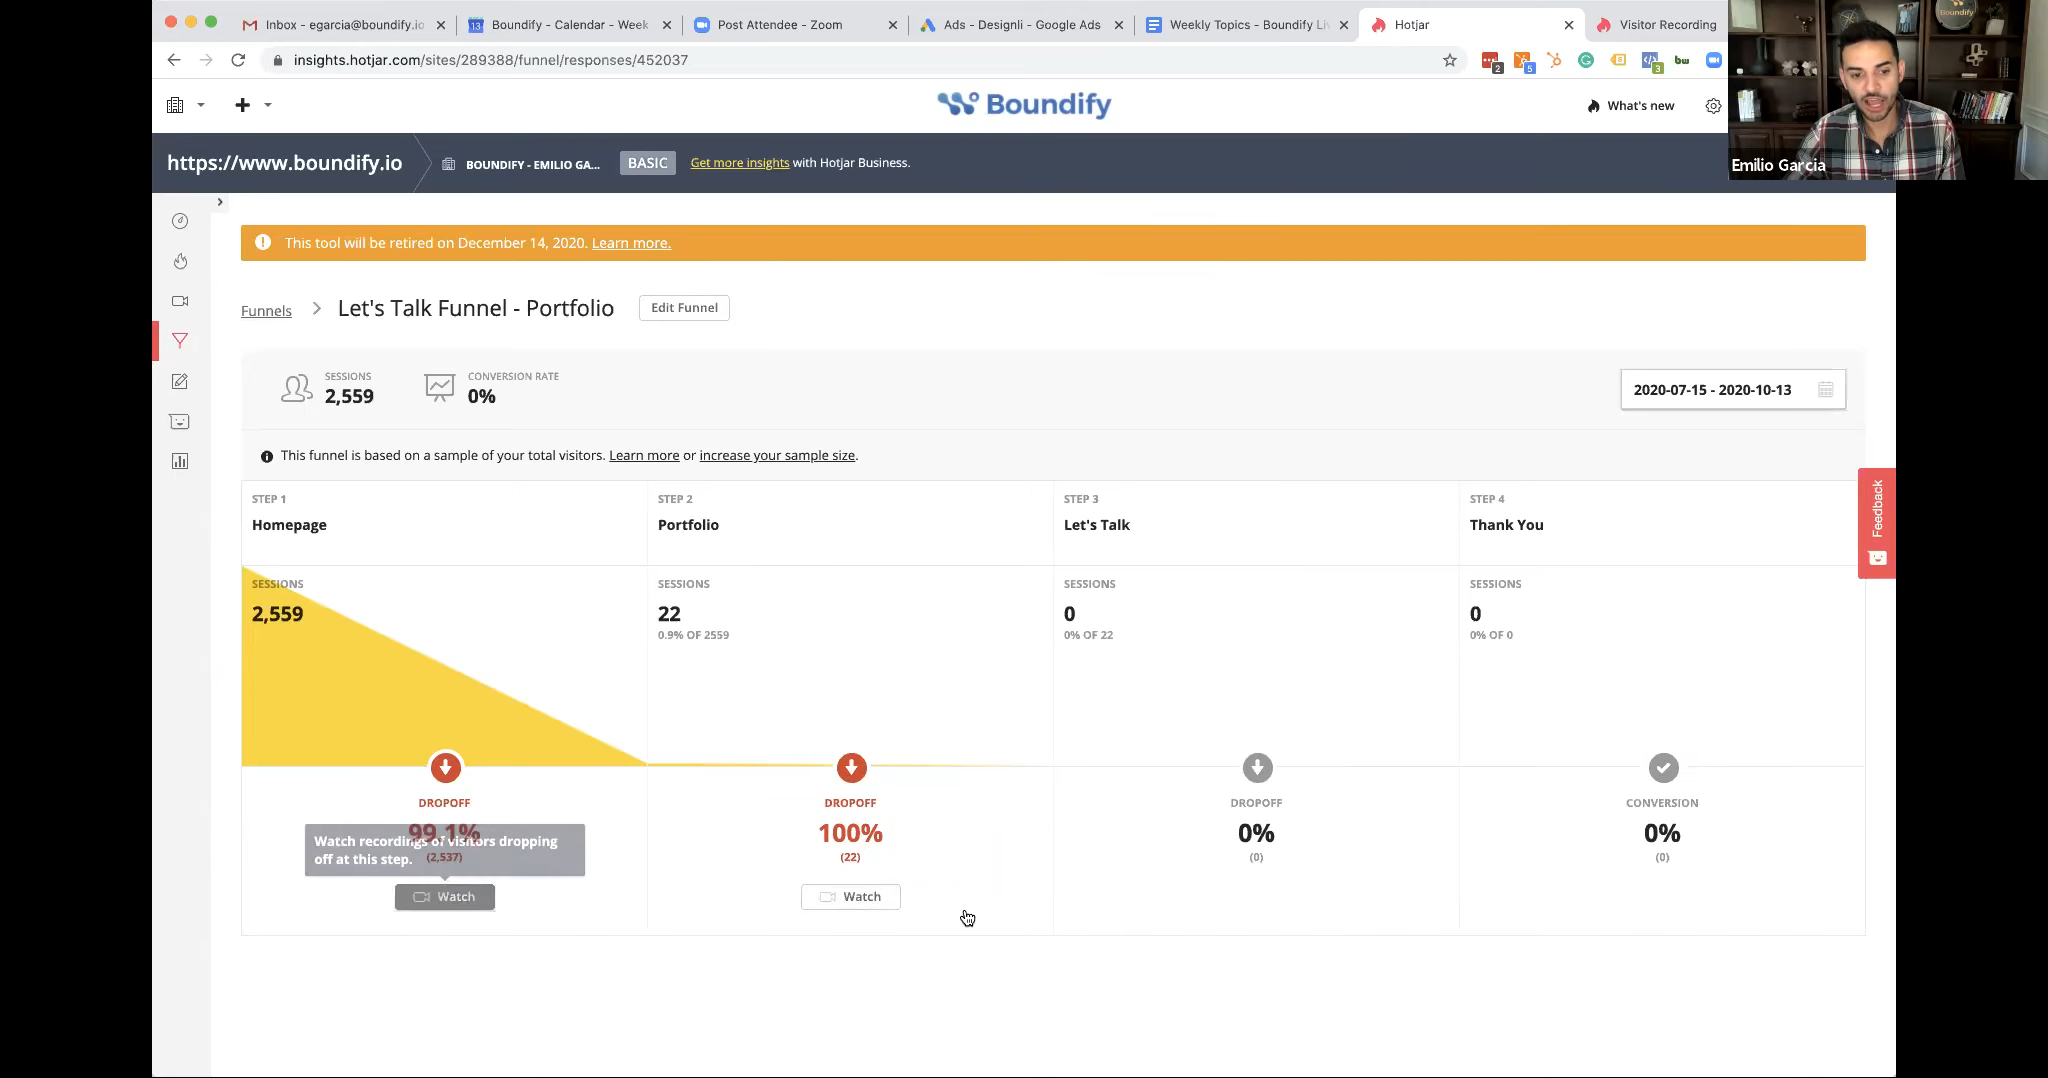 Inbox - egarcia@boundify.io
Boundify - Calendar - Week
Post Attendee - Zoom
Ads - Designli - Google Ads
Weekly Topics - Boundify Li
Hotjar
Visitor Recording
insights.hotjar.com/sites/289388/funnel/responses/452037
Boundify
What's new
Emilio Garcia
https://www.boundify.io
BOUNDIFY - EMILIO GA...
BASIC
Get more insights with Hotjar Business.
This tool will be retired on December 14, 2020. Learn more.
Funnels
Let's Talk Funnel - Portfolio
Edit Funnel
SESSIONS
2,559
CONVERSION RATE
0%
2020-07-15 - 2020-10-13
This funnel is based on a sample of your total visitors. Learn more or increase your sample size.
STEP 1
Homepage
STEP 2
Portfolio
STEP 3
Let's Talk
STEP 4
Thank You
Feedback
SESSIONS
2,559
SESSIONS
22
0.9% OF 2559
SESSIONS
0
0% OF 22
SESSIONS
0
0% OF 0
DROPOFF
99.1%
(2,537)
Watch recordings of visitors dropping
off at this step.
Watch
DROPOFF
100%
(22)
Watch
DROPOFF
0%
(0)
CONVERSION
0%
(0)